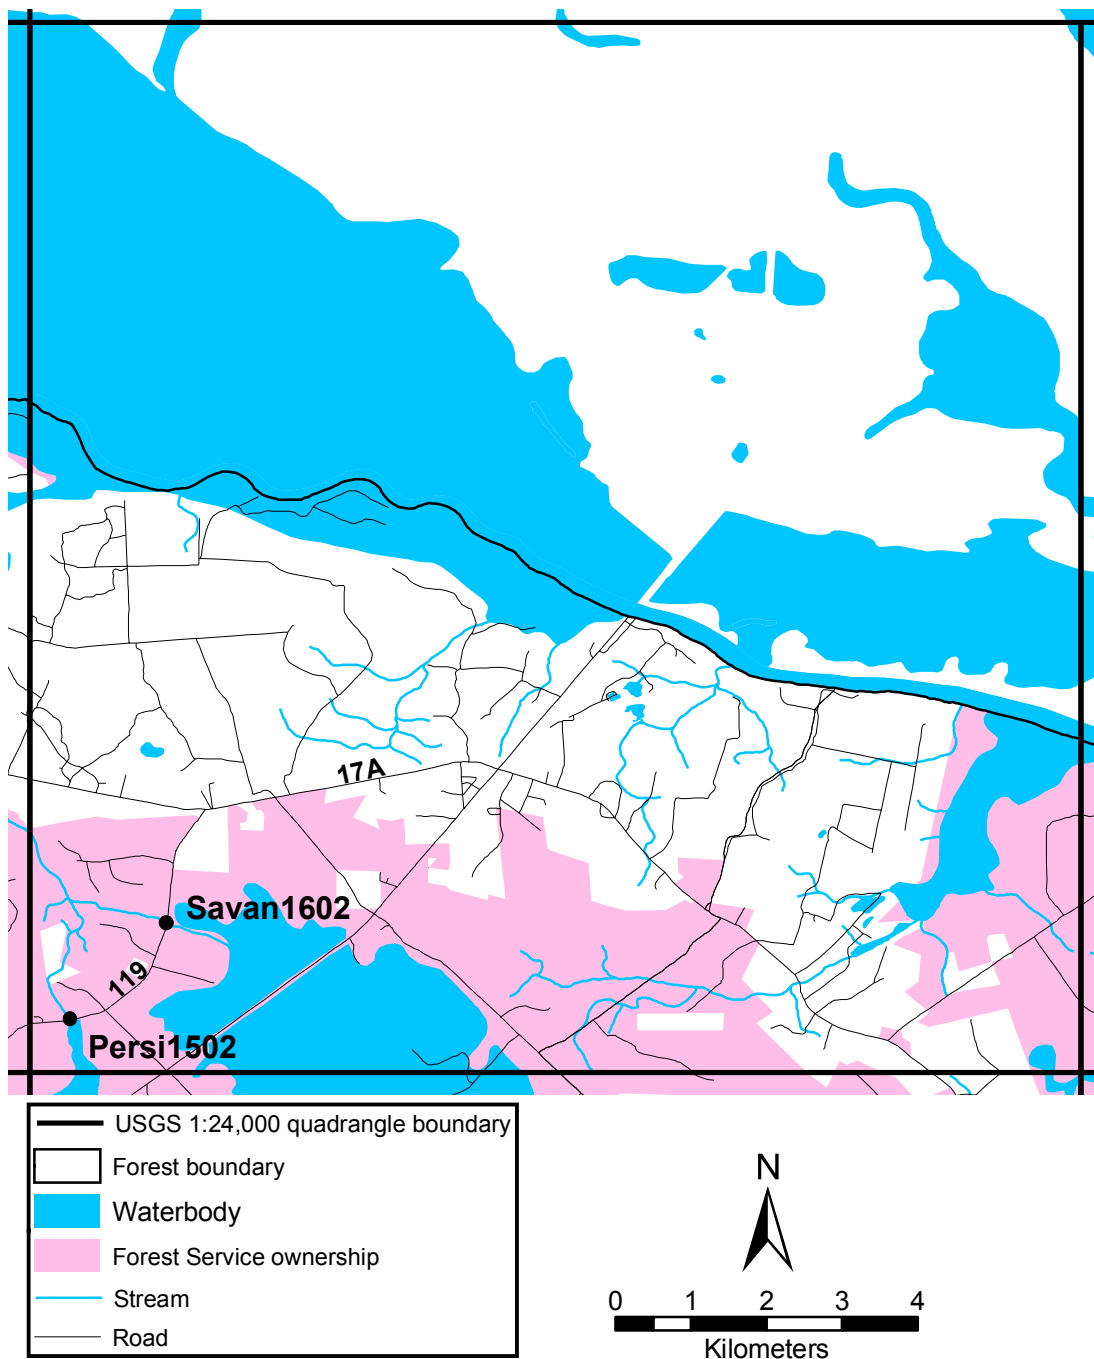 17A
Savan1602
119
Persi1502
USGS 1:24,000 quadrangle boundary
Forest boundary
Waterbody
Forest Service ownership
Stream
Road
N
0 1 2 3 4
Kilometers